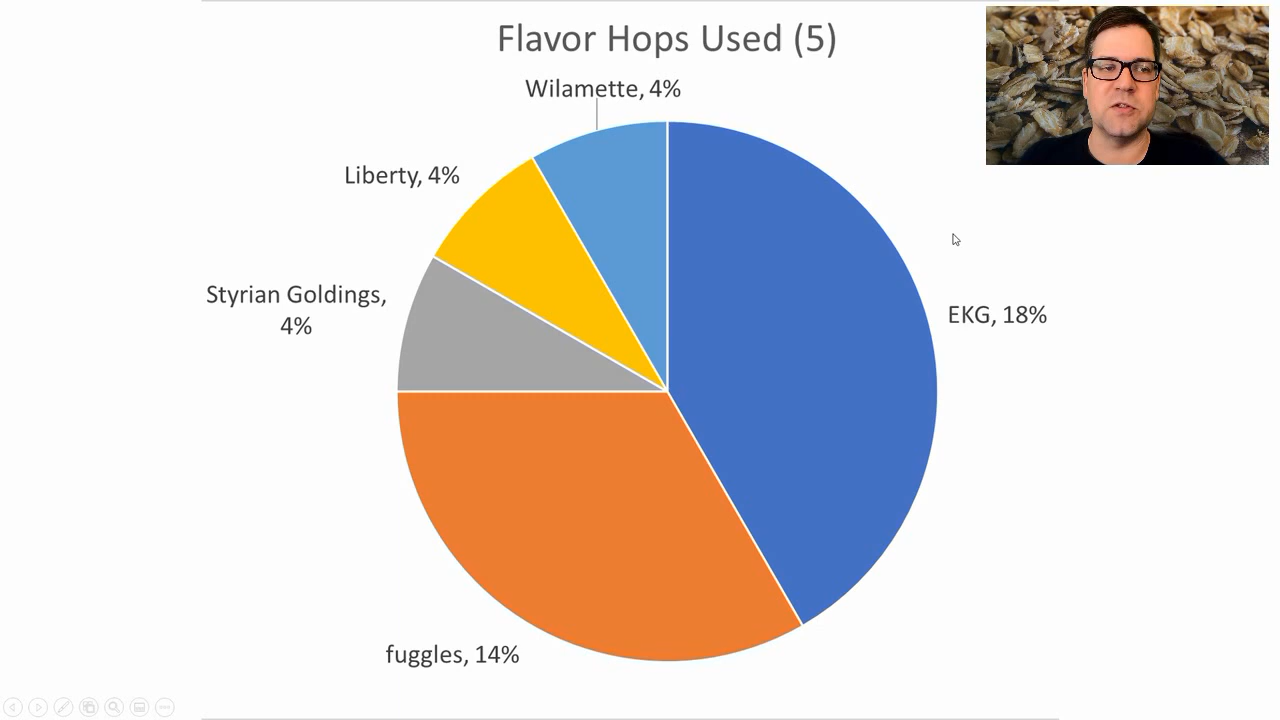 Flavor Hops Used (5)
Wilamette, 4%
Liberty, 4%
Styrian Goldings,
4%
EKG, 18%
fuggles, 14%